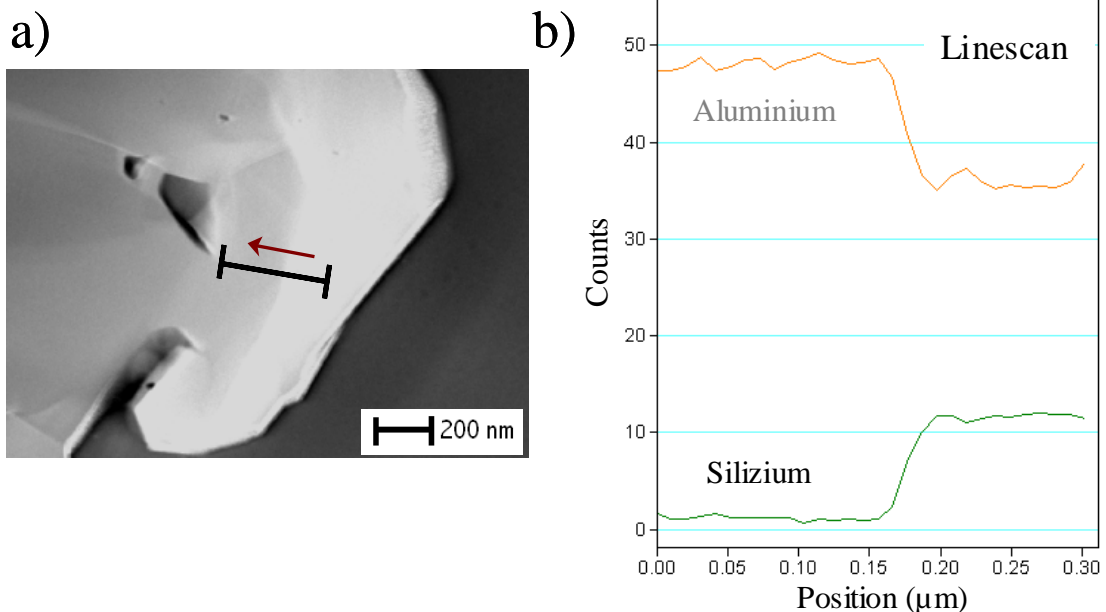 a)
200 nm
b)
Linescan
Aluminium
Silizium
Counts
50
40
30
20
10
0
0.00 0.05 0.10 0.15 0.20 0.25 0.30
Position (µm)